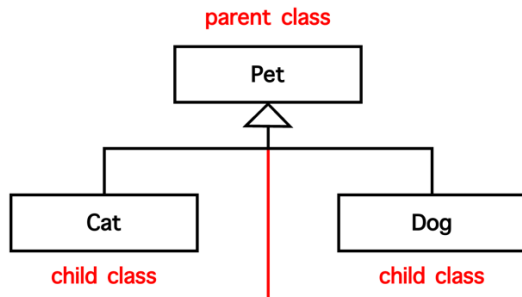 parent class
Pet
Cat
Dog
child class
child class